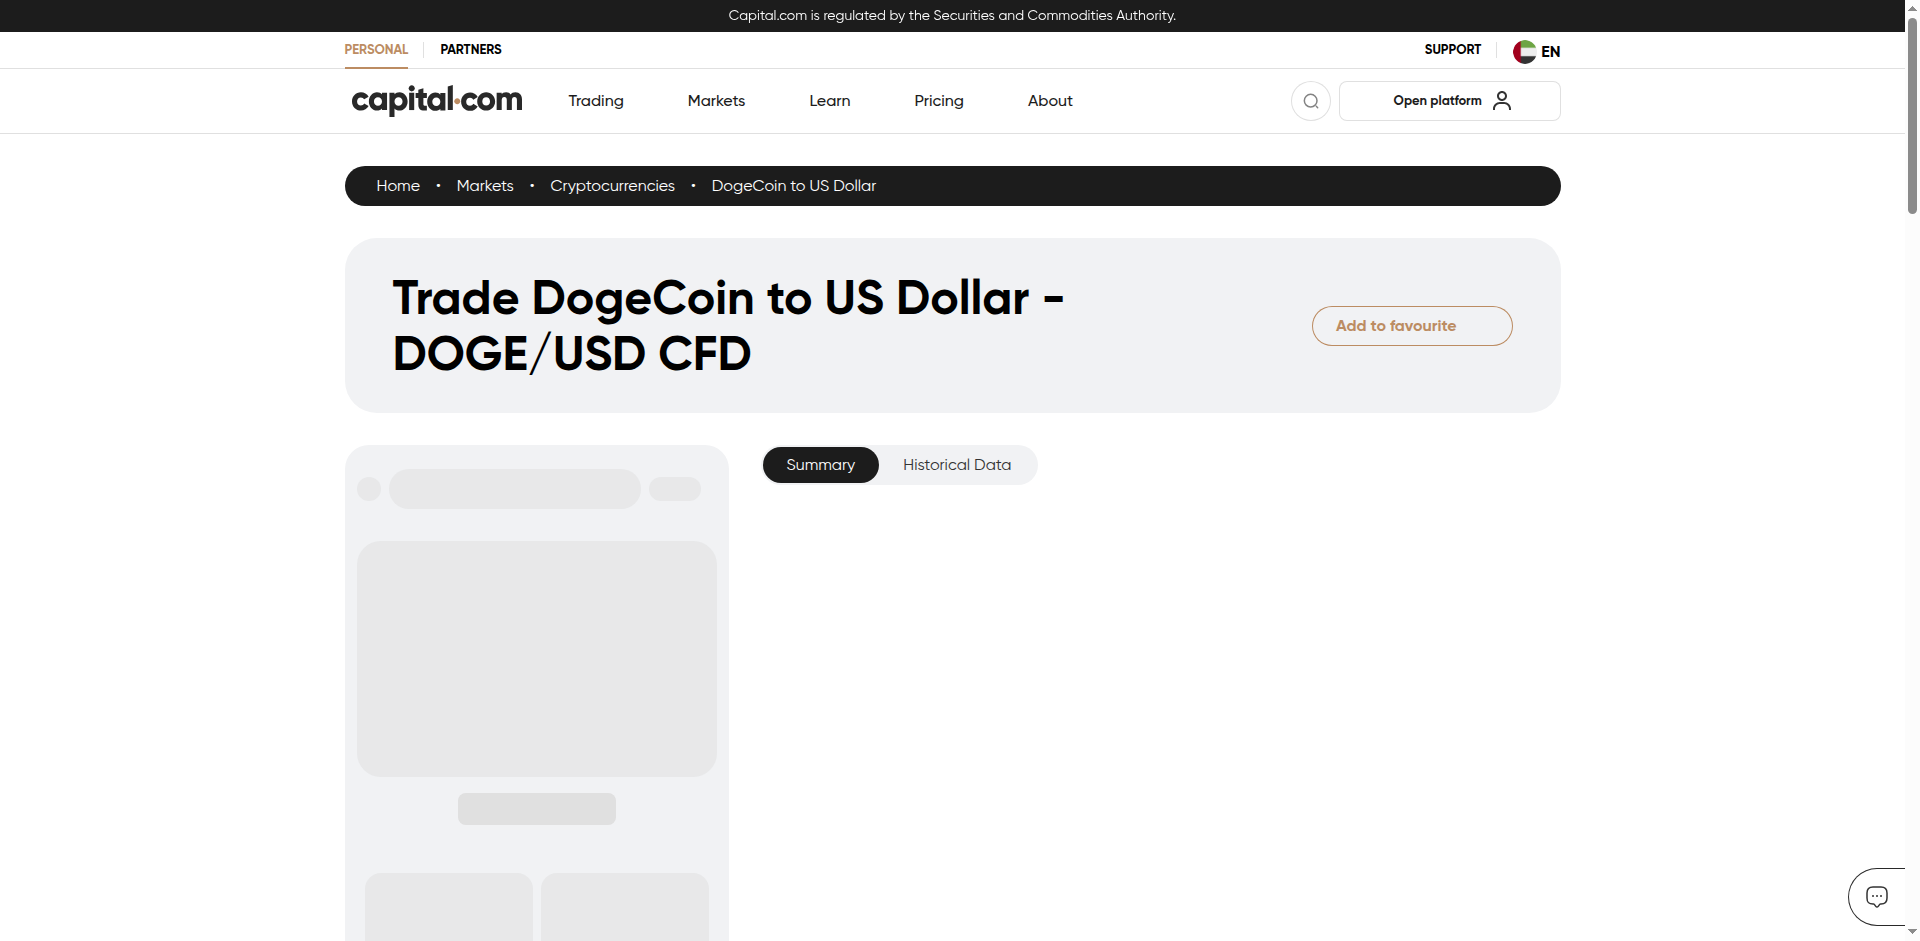 Capital.com is regulated by the Securities and Commodities Authority.
PERSONAL
PARTNERS
SUPPORT
EN
capital.com
Trading
Markets
Learn
Pricing
About
Open platform
Home • Markets • Cryptocurrencies • DogeCoin to US Dollar
Trade DogeCoin to US Dollar -
DOGE/USD CFD
Add to favourite
Summary
Historical Data